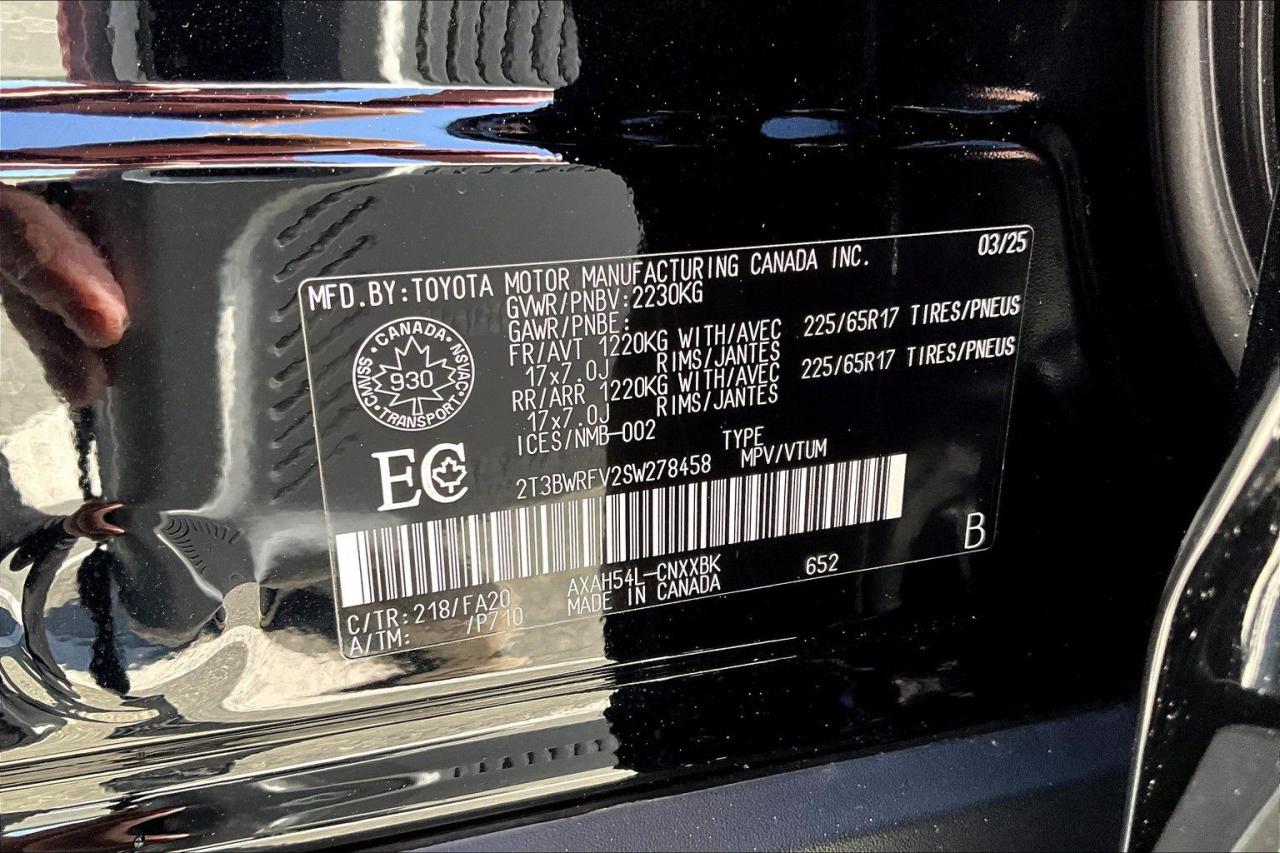 03/25
MFD.BY:TOYOTA MOTOR MANUFACTURING CANADA INC.
GVWR/PNBV:2230KG
GAWR/PNBE:
FR/AVT 1220KG WITH/AVEC 225/65R17 TIRES/PNEUS
17x7.0J RIMS/JANTES
RR/ARR 1220KG WITH/AVEC 225/65R17 TIRES/PNEUS
17x7.0J RIMS/JANTES
ICES/NMB-002
CANADA
CMVSS
NSVAC
930
TRANSPORT
EC
TYPE
2T3BWRFV2SW278458 MPV/VTUM
B
C/TR:218/FA20 AXAH54L-CNXXBK 652
A/TM: /P710 MADE IN CANADA